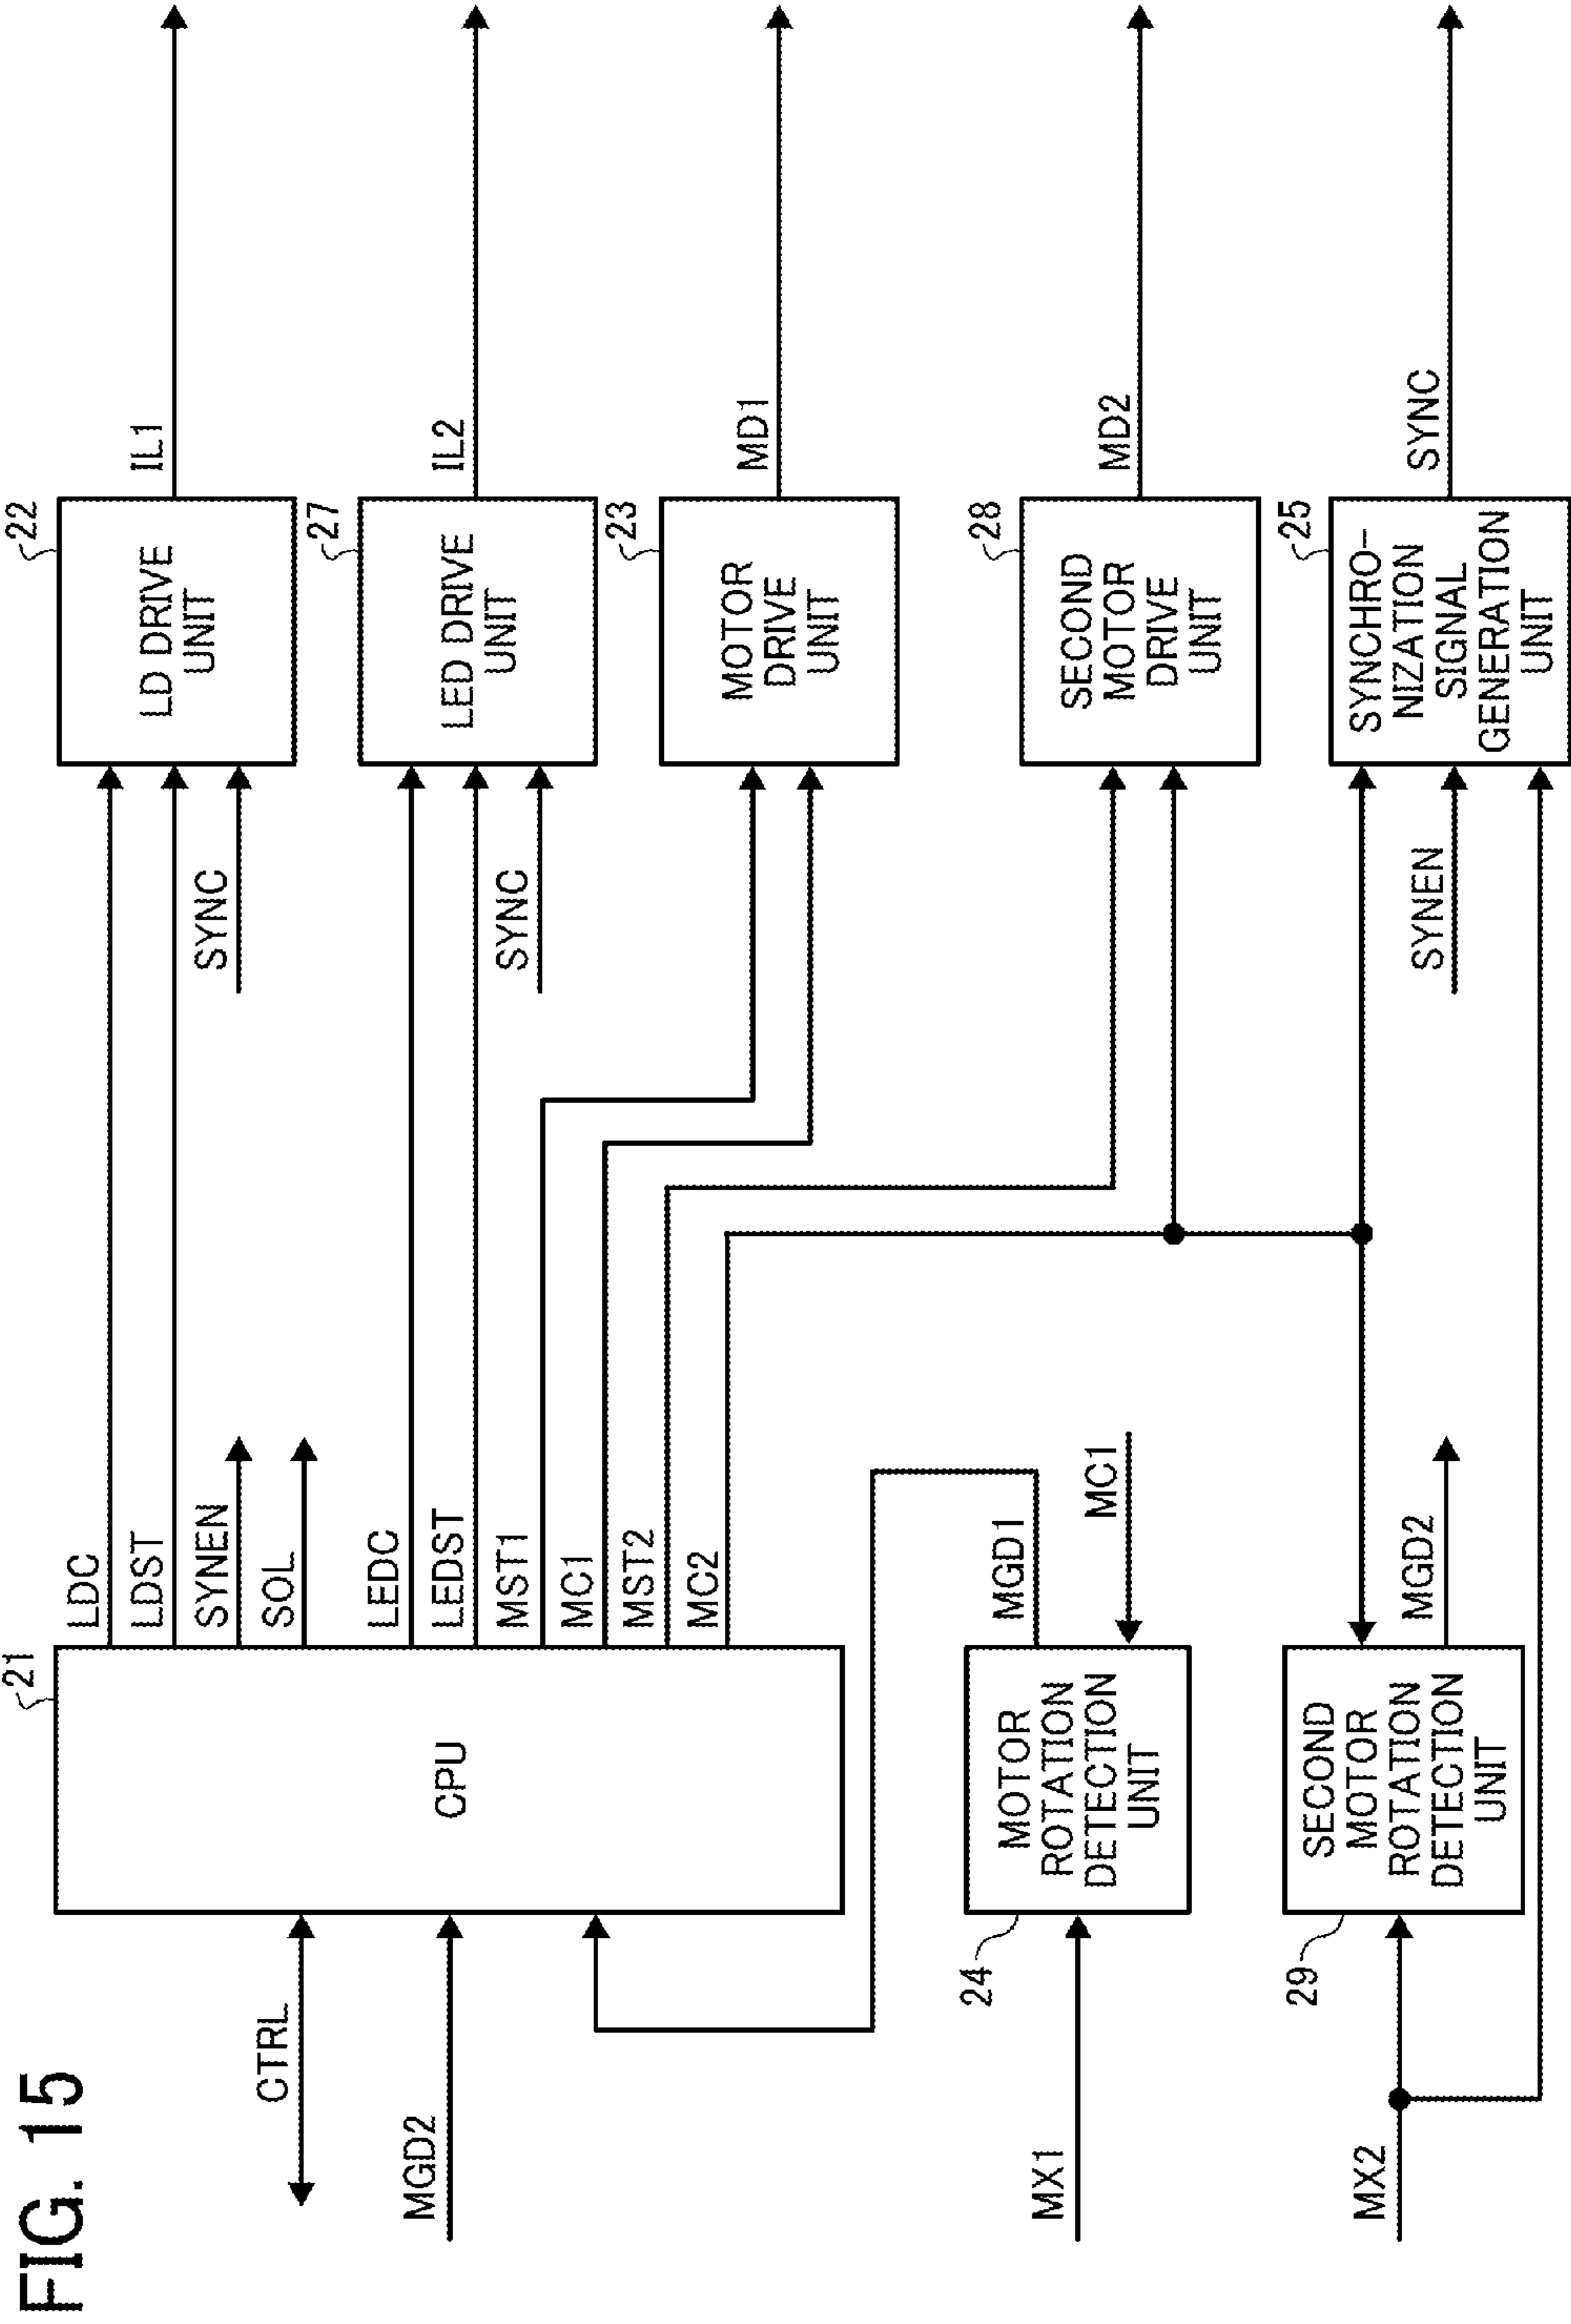 FIG. 15
21
CPU
CTRL
MGD2
LDC
LDST
SYNEN
SOL
LEDC
LEDST
MST1
MC1
MST2
MC2
22
LD DRIVE
UNIT
SYNC
IL1
27
LED DRIVE
UNIT
SYNC
IL2
23
MOTOR
DRIVE
UNIT
MD1
24
MOTOR
ROTATION
DETECTION
UNIT
MX1
MGD1
MC1
28
SECOND
MOTOR
DRIVE
UNIT
MD2
29
SECOND
MOTOR
ROTATION
DETECTION
UNIT
MX2
MGD2
25
SYNCHRO-
NIZATION
SIGNAL
GENERATION
UNIT
SYNEN
SYNC